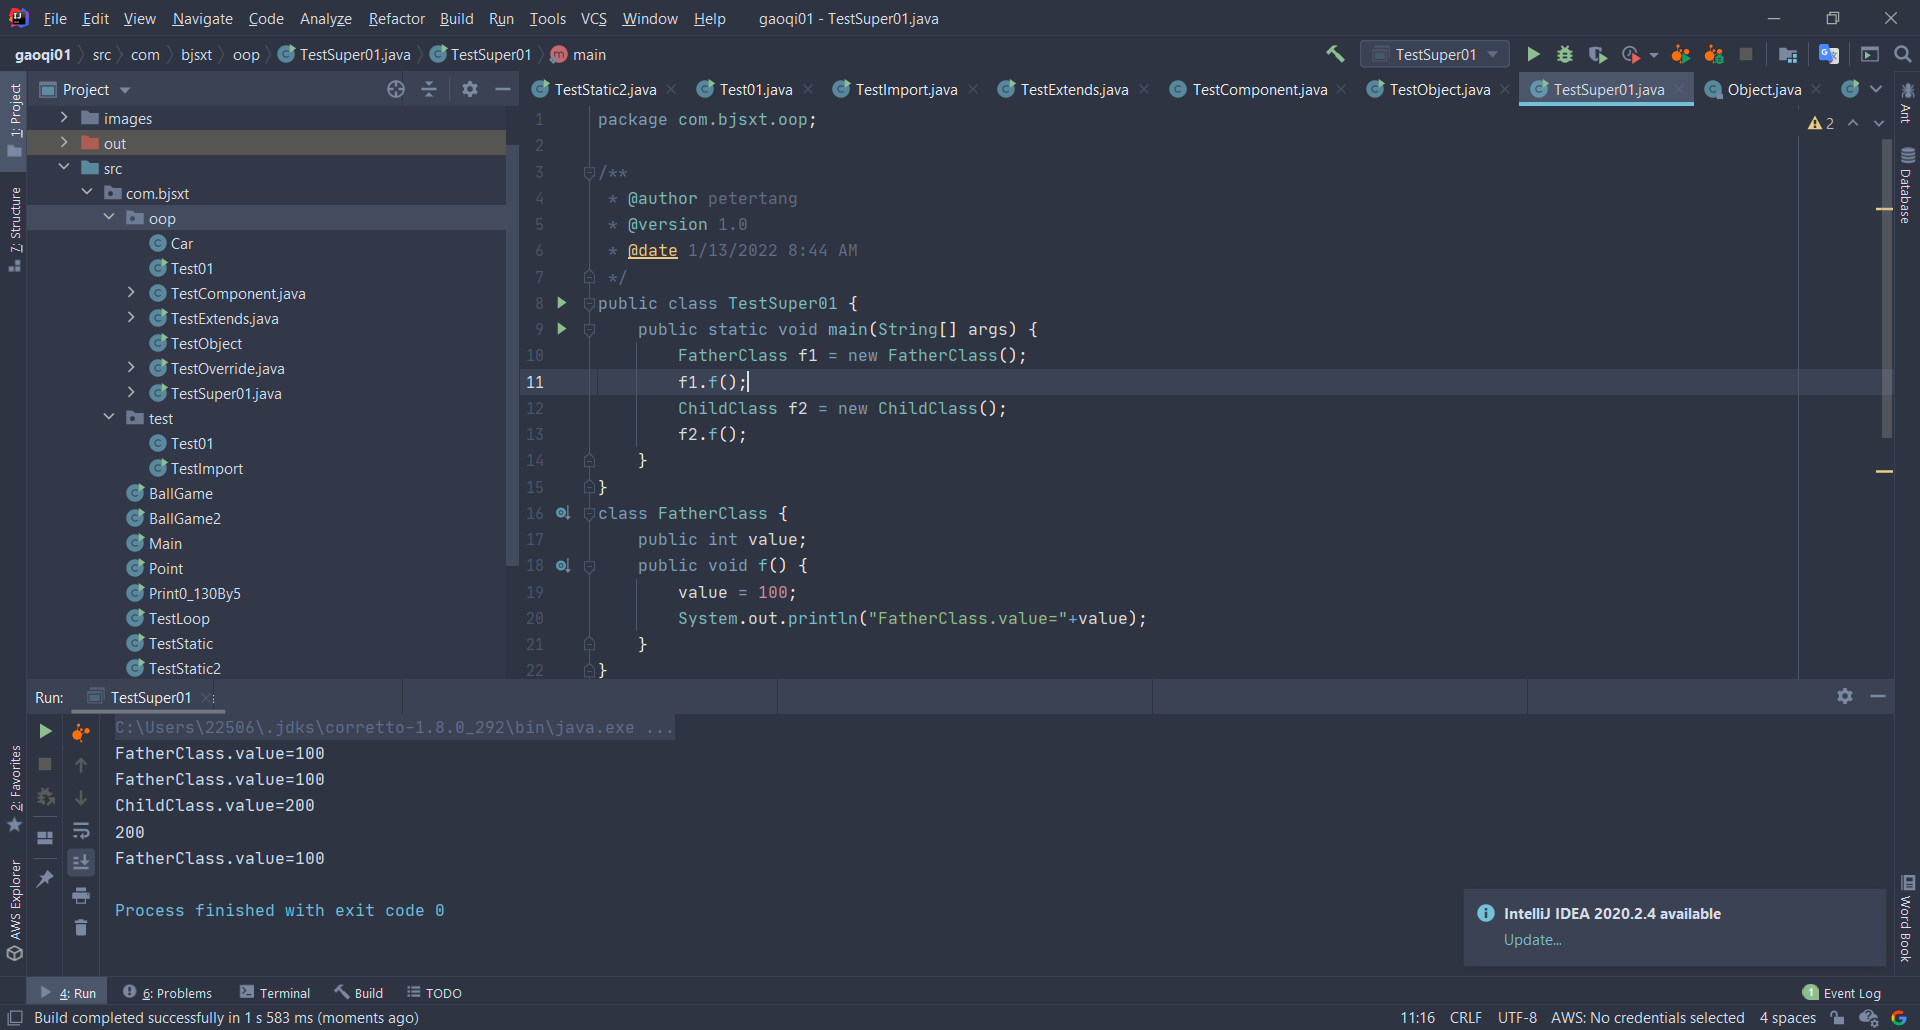 File Edit View Navigate Code Analyze Refactor Build Run Tools VCS Window Help gaoqi01 - TestSuper01.java
gaoqi01 src com bjsxt oop TestSuper01.java TestSuper01 main TestSuper01
Project
TestStatic2.java Test01.java TestImport.java TestExtends.java TestComponent.java TestObject.java TestSuper01.java Object.java
1: Project
7: Structure
2: Favorites
AWS Explorer
images
out
src
com.bjsxt
oop
Car
Test01
TestComponent.java
TestExtends.java
TestObject
TestOverride.java
TestSuper01.java
test
Test01
TestImport
BallGame
BallGame2
Main
Point
Print0_130By5
TestLoop
TestStatic
TestStatic2
1 package com.bjsxt.oop;
2
3 /**
4 * @author petertang
5 * @version 1.0
6 * @date 1/13/2022 8:44 AM
7 */
8 public class TestSuper01 {
9 public static void main(String[] args) {
10 FatherClass f1 = new FatherClass();
11 f1.f();
12 ChildClass f2 = new ChildClass();
13 f2.f();
14 }
15 }
16 class FatherClass {
17 public int value;
18 public void f() {
19 value = 100;
20 System.out.println("FatherClass.value="+value);
21 }
22 }
2
Ant
Database
Word Book
Run: TestSuper01
C:\Users\22506\.jdks\corretto-1.8.0_292\bin\java.exe ...
FatherClass.value=100
FatherClass.value=100
ChildClass.value=200
200
FatherClass.value=100
Process finished with exit code 0
IntelliJ IDEA 2020.2.4 available
Update...
4: Run 6: Problems Terminal Build TODO 1 Event Log
Build completed successfully in 1 s 583 ms (moments ago) 11:16 CRLF UTF-8 AWS: No credentials selected 4 spaces